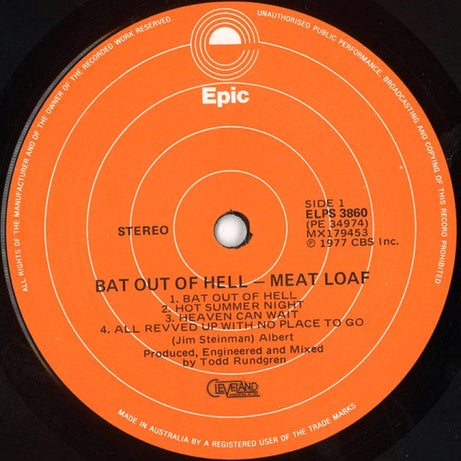 ALL RIGHTS OF THE MANUFACTURER AND OF THE OWNER OF THE RECORDED WORK RESERVED
UNAUTHORISED PUBLIC PERFORMANCE, BROADCASTING AND COPYING OF THIS RECORD PROHIBITED
Epic
STEREO
SIDE 1
ELPS 3860
(PE 34974)
MX179453
℗ 1977 CBS Inc.
BAT OUT OF HELL — MEAT LOAF
1. BAT OUT OF HELL
2. HOT SUMMER NIGHT
3. HEAVEN CAN WAIT
4. ALL REVVED UP WITH NO PLACE TO GO
(Jim Steinman) Albert
Produced, Engineered and Mixed
by Todd Rundgren
CLEVELAND
MADE IN AUSTRALIA BY A REGISTERED USER OF THE TRADE MARKS